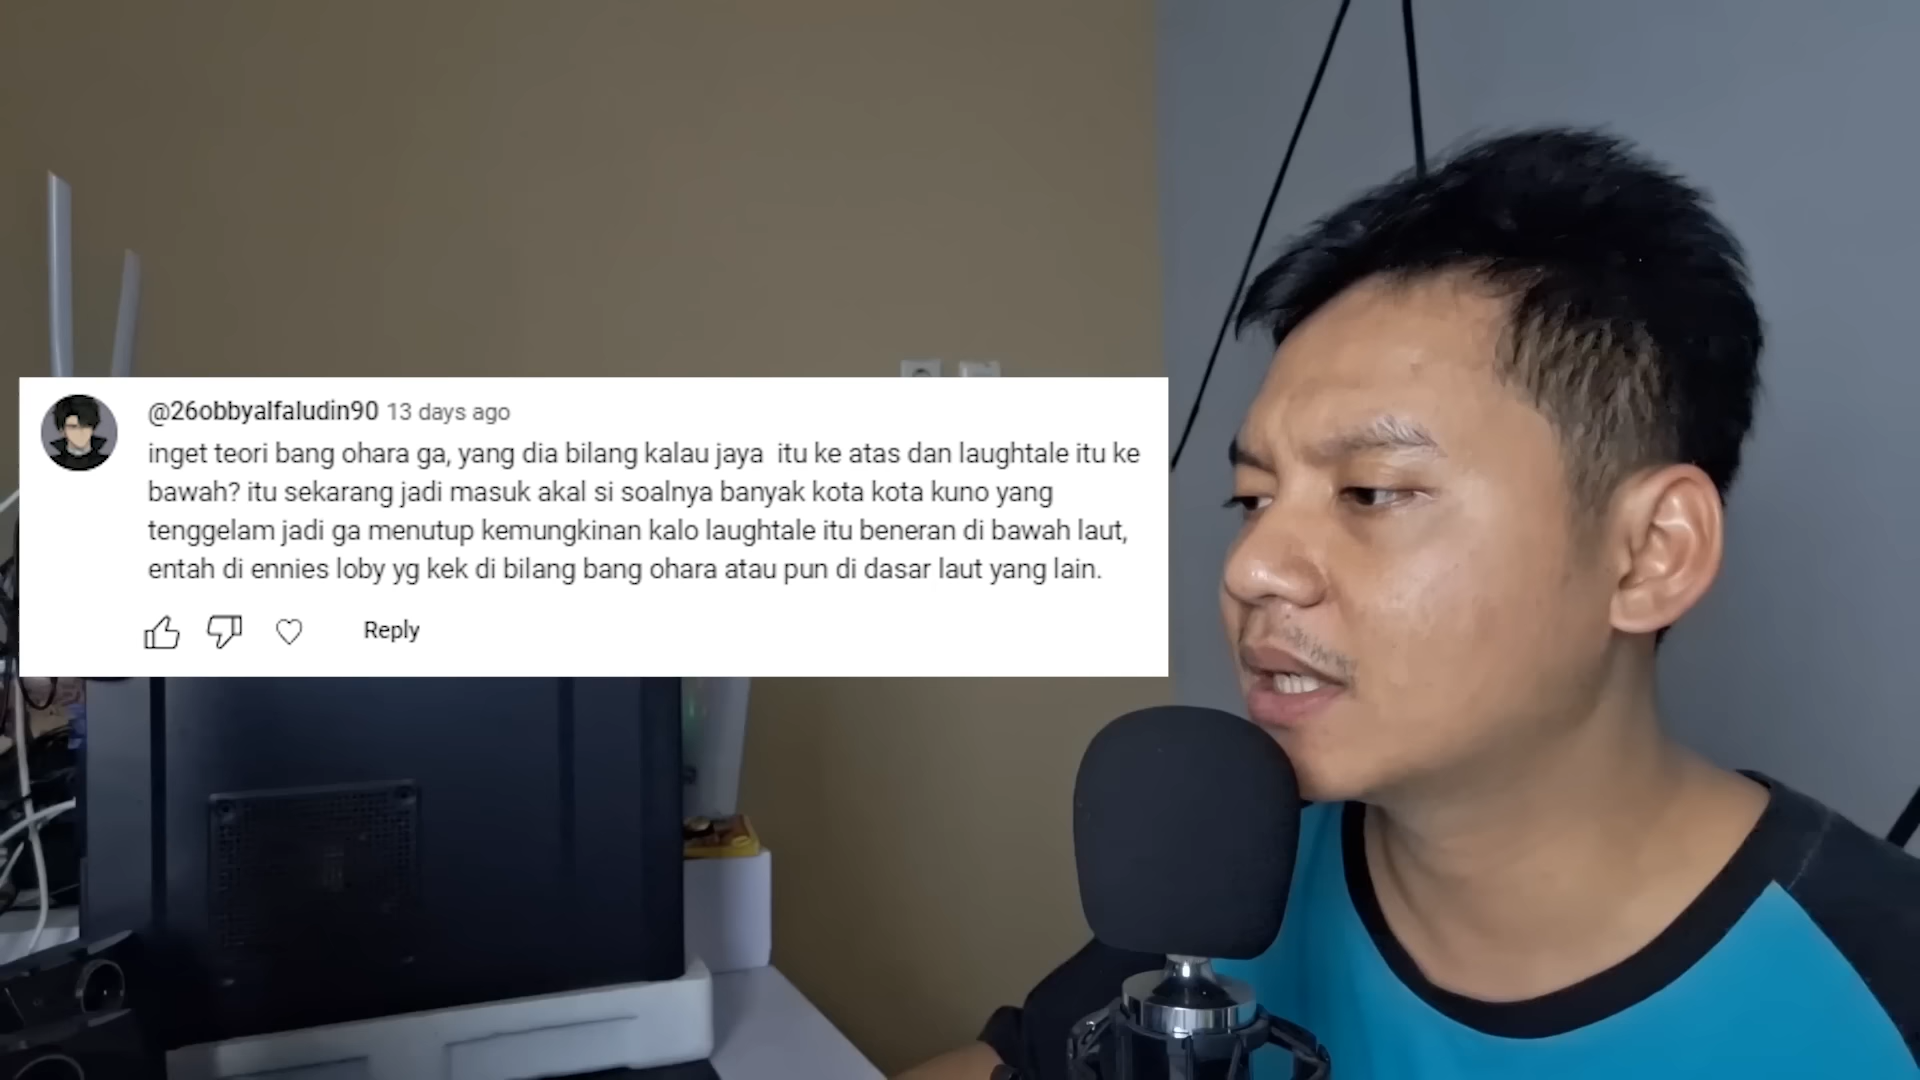 @26obbyalfaludin90 13 days ago
inget teori bang ohara ga, yang dia bilang kalau jaya itu ke atas dan laughtale itu ke
bawah? itu sekarang jadi masuk akal si soalnya banyak kota kota kuno yang
tenggelam jadi ga menutup kemungkinan kalo laughtale itu beneran di bawah laut,
entah di ennies loby yg kek di bilang bang ohara atau pun di dasar laut yang lain.
Reply